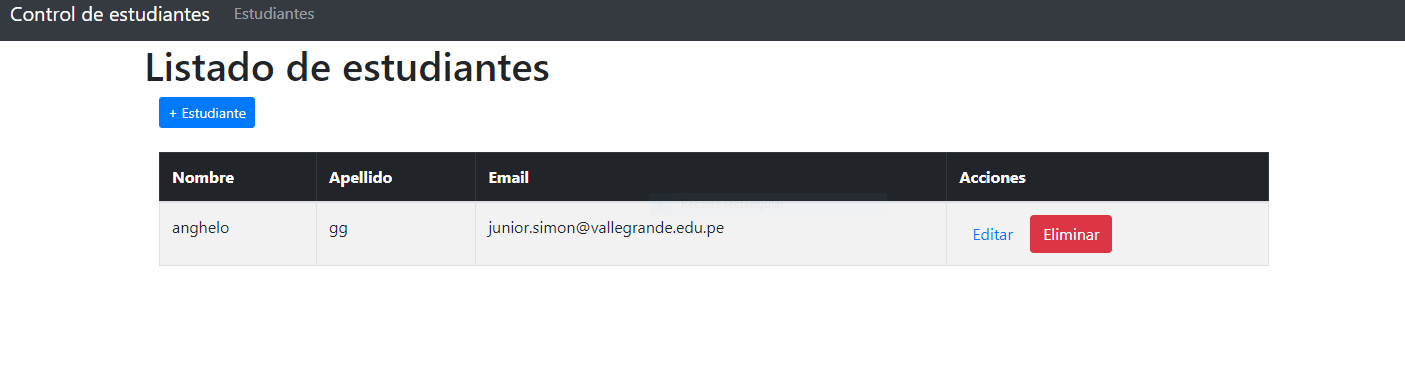 Control de estudiantes Estudiantes
Listado de estudiantes
+ Estudiante
Nombre Apellido Email Acciones
anghelo gg junior.simon@vallegrande.edu.pe Editar Eliminar